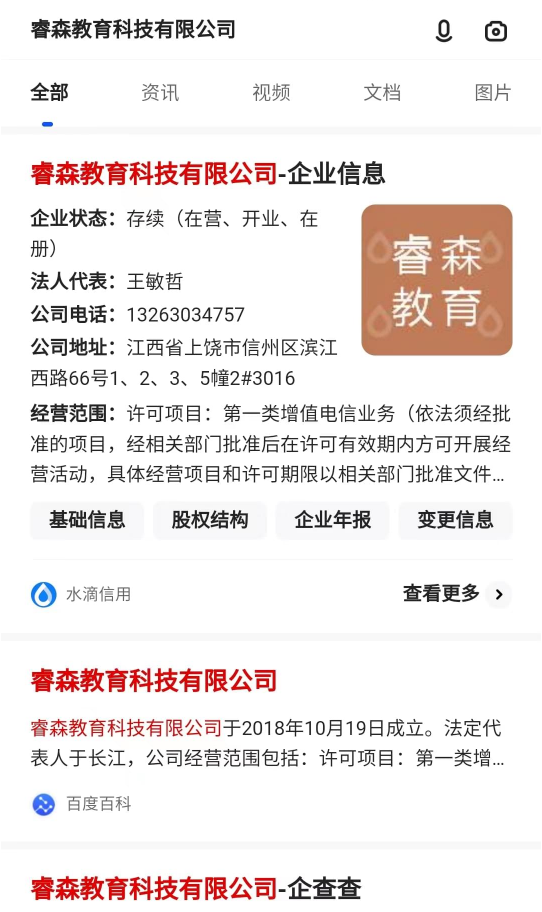 睿森教育科技有限公司
全部 资讯 视频 文档 图片
睿森教育科技有限公司-企业信息
企业状态：存续（在营、开业、在
册）
法人代表：王敏哲
公司电话：13263034757
公司地址：江西省上饶市信州区滨江
西路66号1、2、3、5幢2#3016
睿森
教育
经营范围：许可项目：第一类增值电信业务（依法须经批
准的项目，经相关部门批准后在许可有效期内方可开展经
营活动，具体经营项目和许可期限以相关部门批准文件...
基础信息 股权结构 企业年报 变更信息
水滴信用 查看更多
睿森教育科技有限公司
睿森教育科技有限公司于2018年10月19日成立。法定代
表人于长江，公司经营范围包括：许可项目：第一类增...
百度百科
睿森教育科技有限公司-企查查